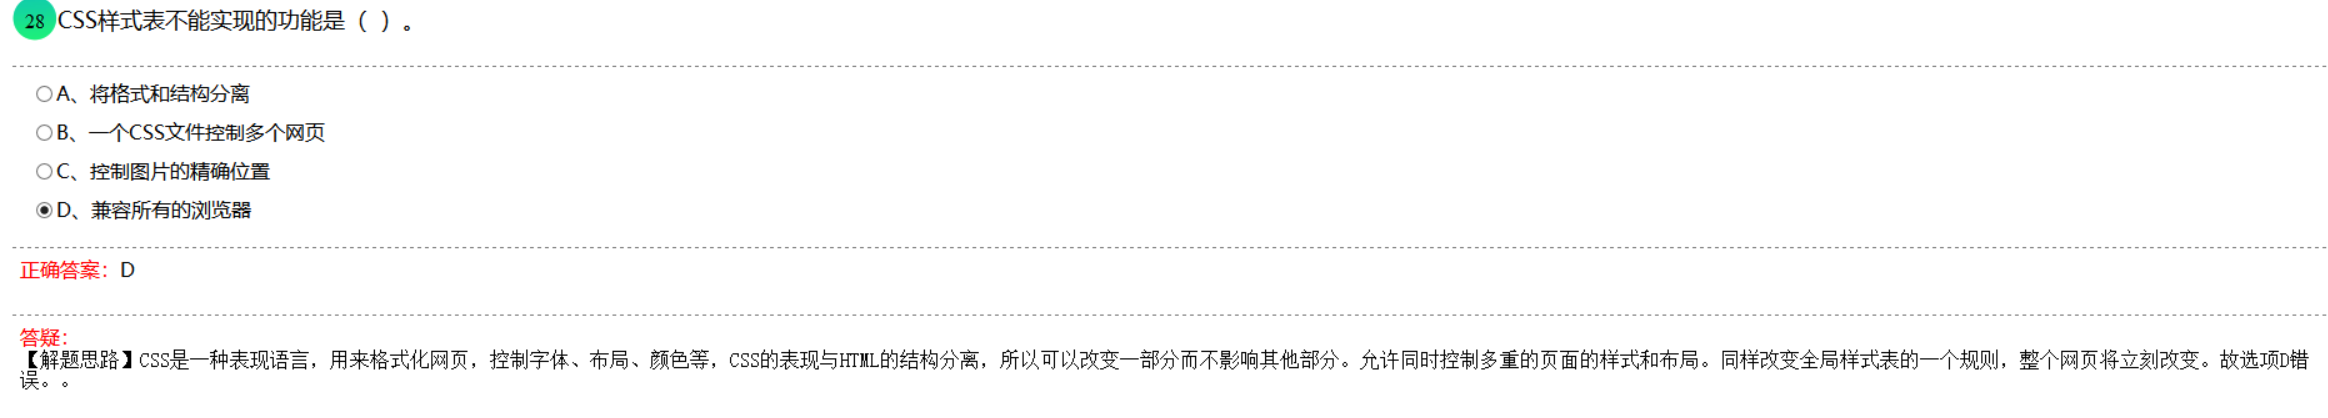 28 CSS样式表不能实现的功能是（ ）。
A、将格式和结构分离
B、一个CSS文件控制多个网页
C、控制图片的精确位置
D、兼容所有的浏览器
正确答案：D
答疑：
【解题思路】CSS是一种表现语言，用来格式化网页，控制字体、布局、颜色等，CSS的表现与HTML的结构分离，所以可以改变一部分而不影响其他部分。允许同时控制多重的页面的样式和布局。同样改变全局样式表的一个规则，整个网页将立刻改变。故选项D错
误。。